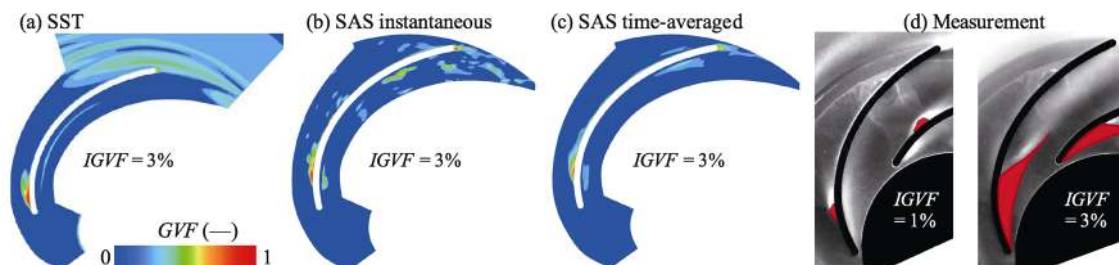 (a) SST
(b) SAS instantaneous
(c) SAS time-averaged
(d) Measurement
IGVF = 3%
IGVF = 3%
IGVF = 3%
IGVF
= 1%
IGVF
= 3%
GVF (—)
0
1